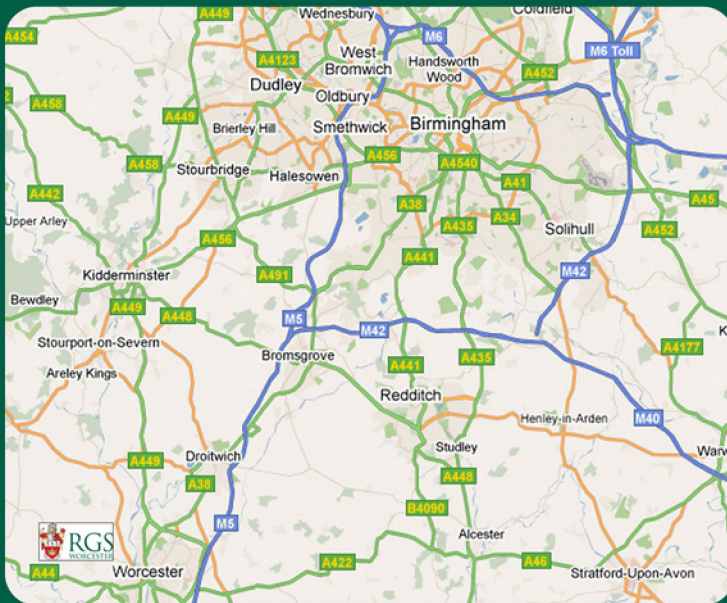 A449
Wednesbury
Coldfield
A454
M6
M6 Toll
West
Bromwich
Handsworth
Wood
A4123
A452
Dudley
Oldbury
A458
A449
Brierley Hill
Smethwick
Birmingham
A458
Stourbridge
Halesowen
A456
A4540
A41
A45
A442
A38
A34
A435
Upper Arley
A456
Solihull
A452
A441
Kidderminster
A491
M42
Bewdley
A449
A448
M5
M42
Stourport-on-Severn
Bromsgrove
A435
A4177
Areley Kings
A441
Redditch
Henley-in-Arden
M40
Studley
Droitwich
A449
A448
A38
B4090
M5
Alcester
RGS
WORCESTER
A422
A46
A44
Worcester
Stratford-Upon-Avon